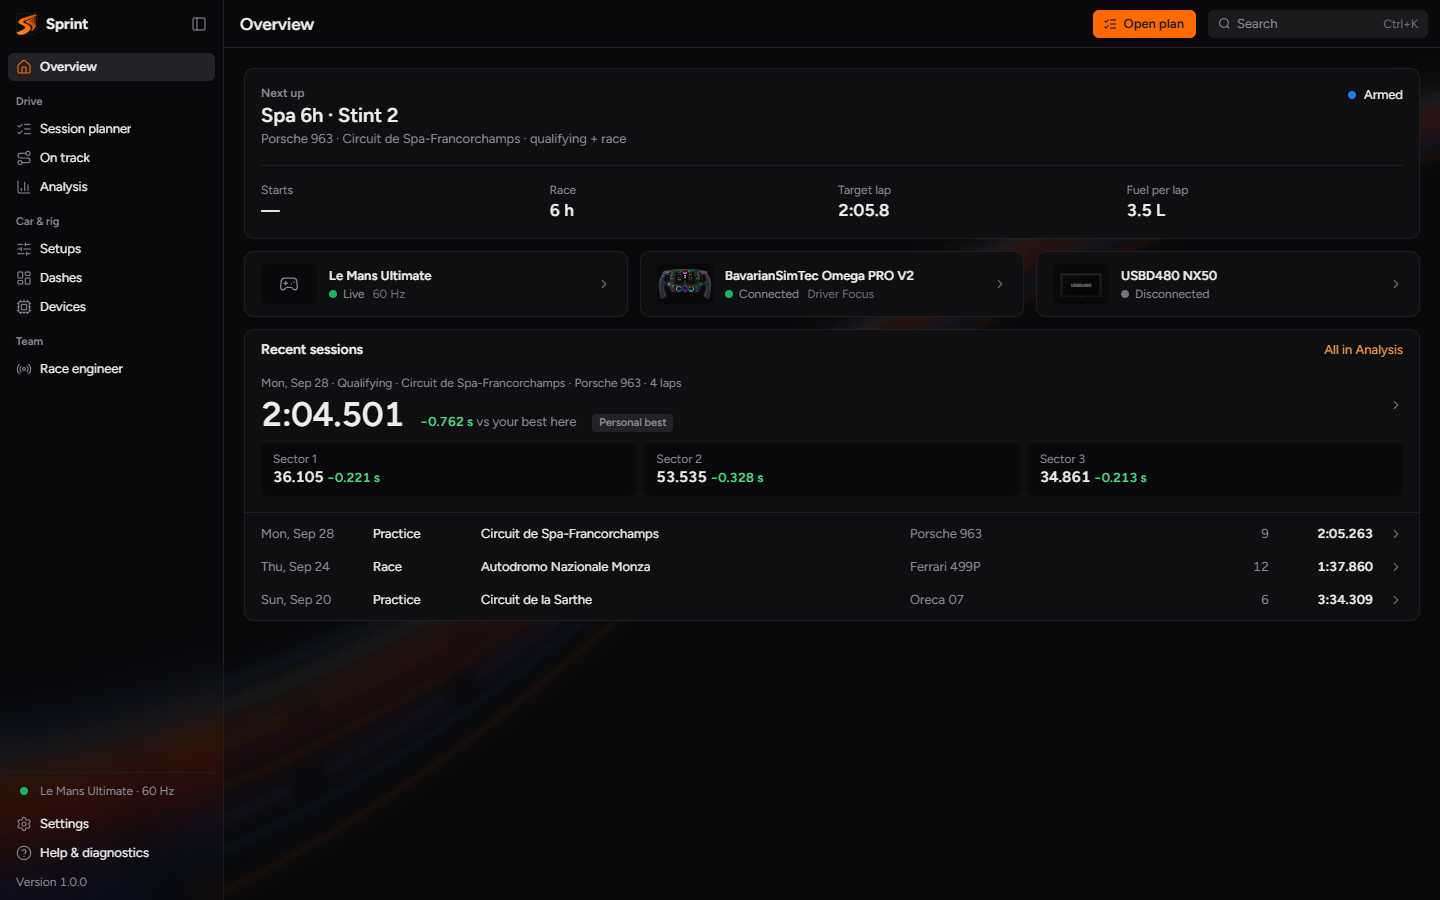 Sprint
Overview
Drive
Session planner
On track
Analysis
Car & rig
Setups
Dashes
Devices
Team
Race engineer
Le Mans Ultimate · 60 Hz
Settings
Help & diagnostics
Version 1.0.0
Overview
Open plan
Search Ctrl+K
Next up
Spa 6h · Stint 2
Armed
Porsche 963 · Circuit de Spa-Francorchamps · qualifying + race
Starts Race Target lap Fuel per lap
— 6 h 2:05.8 3.5 L
Le Mans Ultimate
Live 60 Hz
BavarianSimTec Omega PRO V2
Connected Driver Focus
USBD480 NX50
Disconnected
Recent sessions All in Analysis
Mon, Sep 28 · Qualifying · Circuit de Spa-Francorchamps · Porsche 963 · 4 laps
2:04.501 −0.762 s vs your best here Personal best
Sector 1 Sector 2 Sector 3
36.105 −0.221 s 53.535 −0.328 s 34.861 −0.213 s
Mon, Sep 28 Practice Circuit de Spa-Francorchamps Porsche 963 9 2:05.263
Thu, Sep 24 Race Autodromo Nazionale Monza Ferrari 499P 12 1:37.860
Sun, Sep 20 Practice Circuit de la Sarthe Oreca 07 6 3:34.309